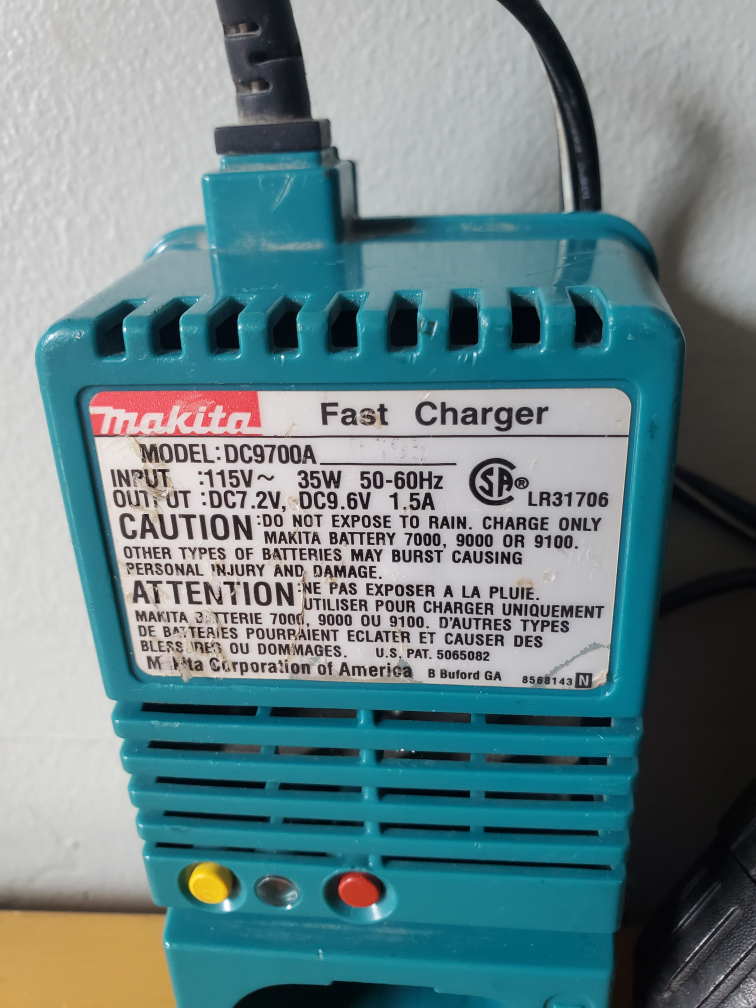 makita Fast Charger
MODEL:DC9700A
INPUT :115V~ 35W 50-60Hz
OUTPUT :DC7.2V, DC9.6V 1.5A
SA® LR31706
CAUTION :DO NOT EXPOSE TO RAIN. CHARGE ONLY
MAKITA BATTERY 7000, 9000 OR 9100.
OTHER TYPES OF BATTERIES MAY BURST CAUSING
PERSONAL INJURY AND DAMAGE.
ATTENTION :NE PAS EXPOSER A LA PLUIE.
UTILISER POUR CHARGER UNIQUEMENT
MAKITA BATTERIE 7000, 9000 OU 9100. D'AUTRES TYPES
DE BATTERIES POURRAIENT ECLATER ET CAUSER DES
BLESSURES OU DOMMAGES. U.S. PAT. 5065082
Makita Corporation of America B Buford GA 8568143 N